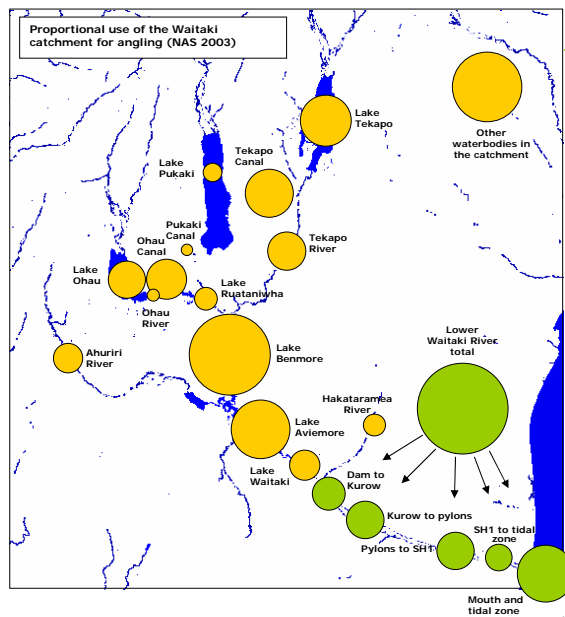 Proportional use of the Waitaki
catchment for angling (NAS 2003)
Lake
Tekapo
Other
waterbodies in
the catchment
Lake
Pukaki
Tekapo
Canal
Pukaki
Canal
Ohau
Canal
Tekapo
River
Lake
Ohau
Lake
Ruataniwha
Ohau
River
Lower
Waitaki River
total
Lake
Benmore
Ahuriri
River
Hakataramea
River
Lake
Aviemore
Lake
Waitaki
Dam to
Kurow
Kurow to pylons
SH1 to tidal
zone
Pylons to SH1
Mouth and
tidal zone